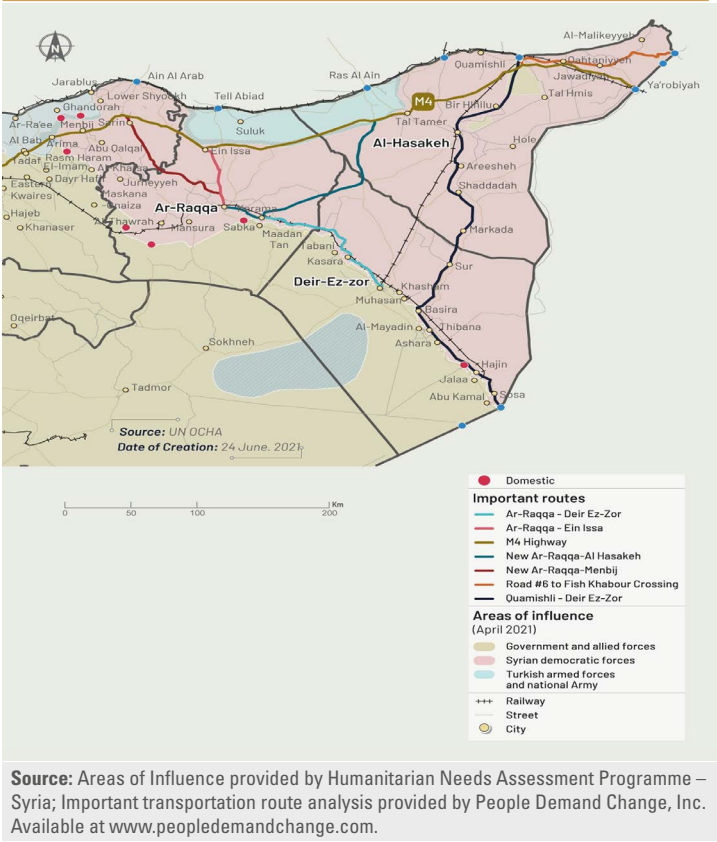 Al-Malikeyyeh
Quamishli
Qahtaniyyeh
Jawadiyah
Ya'robiyah
Ain Al Arab
Ras Al Ain
Jarablus
Lower Shyookh
Tell Abiad
Ghandorah
M4
Bir Hhilu
Tal Hmis
Ar-Ra'ee
Menbij
Sarin
Suluk
Tal Tamer
Al Bab
Arima
Abu Qalqal
Ein Issa
Al-Hasakeh
Hole
Tadaf
Rasm Haram
El-Imam
Al-Khafsa
Areesheh
Dayr Hafir
Jurneyyeh
Shaddadah
Eastern
Kwaires
Maskana
-Onaiza
Ar-Raqqa
Karama
Hajeb
Al-Thawrah
Mansura
Sabka
Khanaser
Maadan
Markada
Tan
Tabani
Kasara
Sur
Deir-Ez-zor
Khasham
Muhasan
Basira
Oqeirbat
Al-Mayadin
Thibana
Sokhneh
Ashara
Hajin
Jalaa
Tadmor
Abu Kamal
Sosa
Source: UN OCHA
Date of Creation: 24 June. 2021
Km
0 50 100 200
Domestic
Important routes
Ar-Raqqa - Deir Ez-Zor
Ar-Raqqa - Ein Issa
M4 Highway
New Ar-Raqqa-Al Hasakeh
New Ar-Raqqa-Menbij
Road #6 to Fish Khabour Crossing
Quamishli - Deir Ez-Zor
Areas of influence
(April 2021)
Government and allied forces
Syrian democratic forces
Turkish armed forces
and national Army
Railway
Street
City
Source: Areas of Influence provided by Humanitarian Needs Assessment Programme –
Syria; Important transportation route analysis provided by People Demand Change, Inc.
Available at www.peopledemandchange.com.